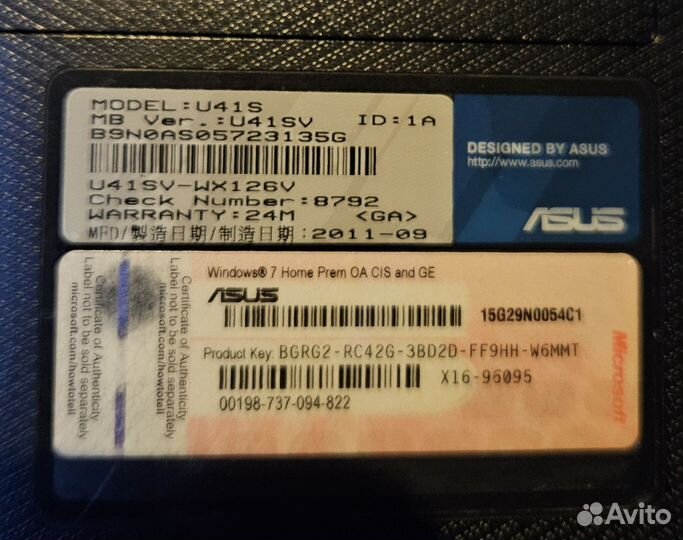 MODEL:U41S
MB Ver.:U41SV ID:1A
B9N0AS05723135G
U41SV-WX126V
Check Number:8792
WARRANTY:24M <GA>
MFD/製造日期/制造日期:2011-09
DESIGNED BY ASUS
http://www.asus.com
ASUS
Certificate of Authenticity
Label not to be sold separately
microsoft.com/howtotell
Certificate of Authenticity
Label not to be sold separately
microsoft.com/howtotell
Windows® 7 Home Prem OA CIS and GE
ASUS
15G29N0054C1
Product Key: BGRG2-RC42G-3BD2D-FF9HH-W6MMT
X16-96095
00198-737-094-822
Microsoft
Avito